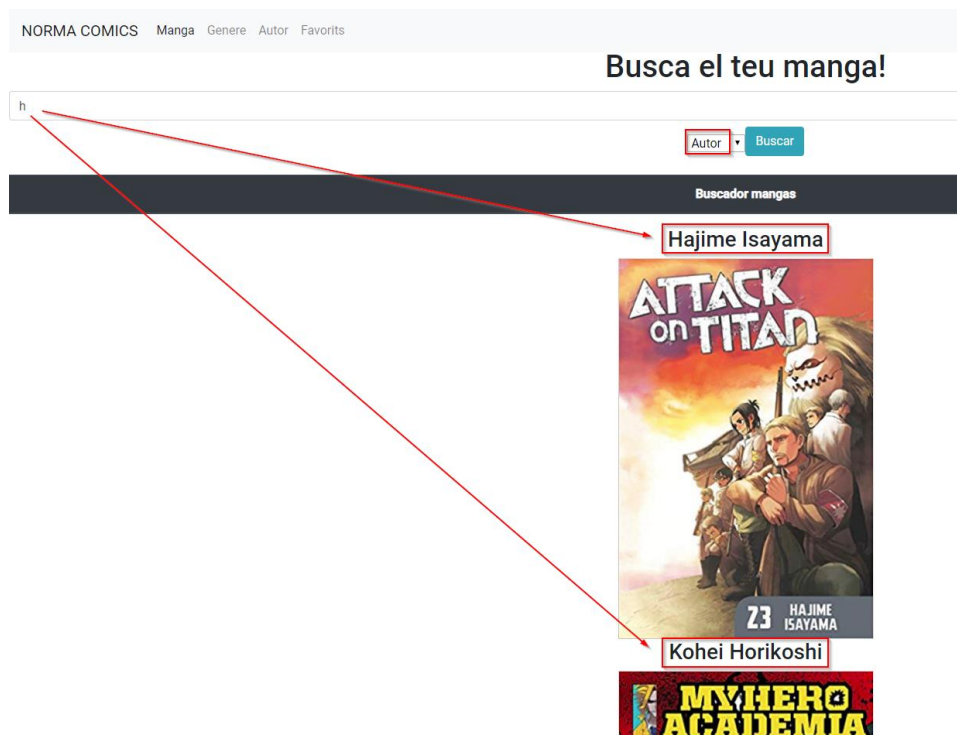 NORMA COMICS Manga Genere Autor Favorits
Busca el teu manga!
h
Autor Buscar
Buscador mangas
Hajime Isayama
ATTACK
on TITAN
23 HAJIME
ISAYAMA
Kohei Horikoshi
MY HERO
ACADEMIA